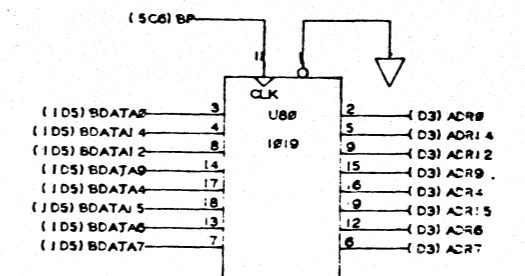 (5C6) BP
11 1
CLK
(1D5) BDATA0 3 U80 2 (D3) ADR0
(1D5) BDATA14 4 5 (D3) ADR14
(1D5) BDATA12 8 1019 9 (D3) ADR12
(1D5) BDATA9 14 15 (D3) ADR9
(1D5) BDATA4 17 16 (D3) ADR4
(1D5) BDATA15 18 19 (D3) ADR15
(1D5) BDATA6 13 12 (D3) ADR6
(1D5) BDATA7 7 6 (D3) ADR7